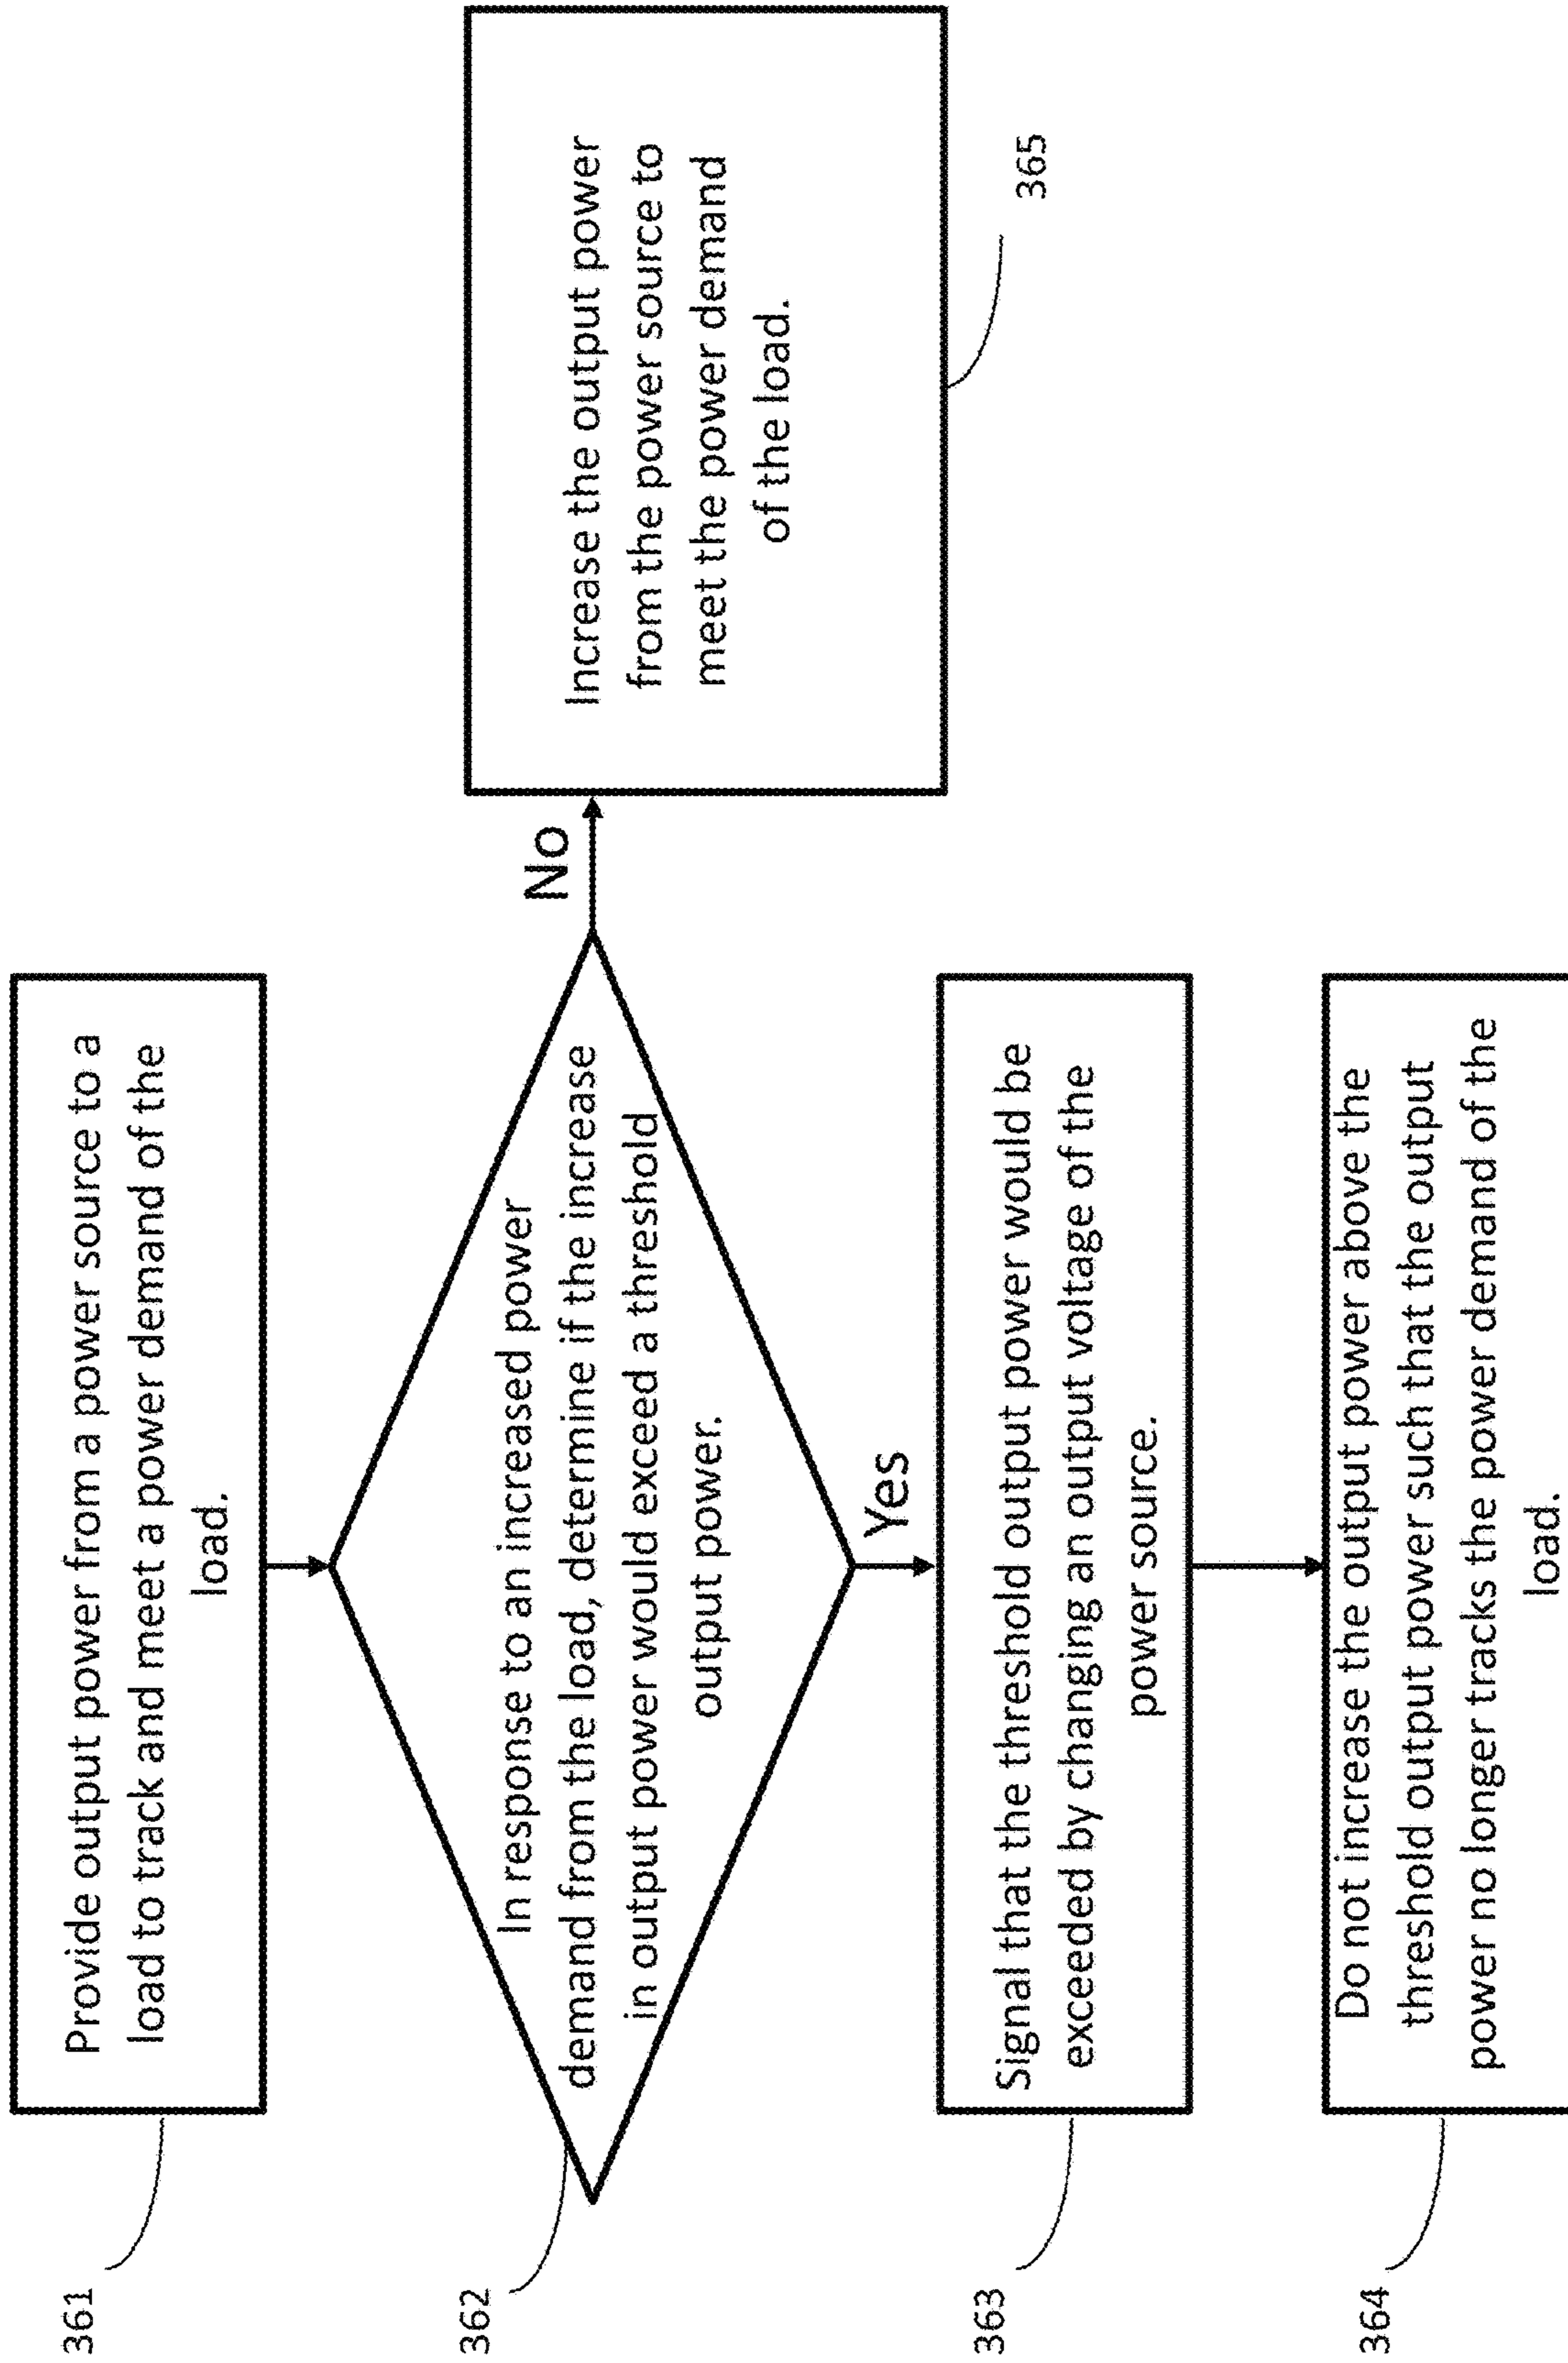 361
Provide output power from a power source to a
load to track and meet a power demand of the
load.
362
In response to an increased power
demand from the load, determine if the increase
in output power would exceed a threshold
output power.
No
Increase the output power
from the power source to
meet the power demand
of the load.
365
Yes
363
Signal that the threshold output power would be
exceeded by changing an output voltage of the
power source.
364
Do not increase the output power above the
threshold output power such that the output
power no longer tracks the power demand of the
load.